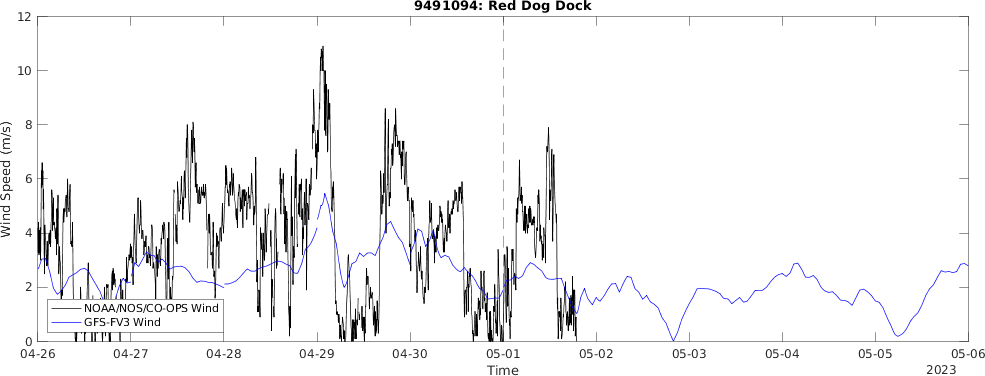 9491094: Red Dog Dock
Wind Speed (m/s)
12
10
8
6
4
2
0
NOAA/NOS/CO-OPS Wind
GFS-FV3 Wind
04-26 04-27 04-28 04-29 04-30 05-01 05-02 05-03 05-04 05-05 05-06
Time
2023